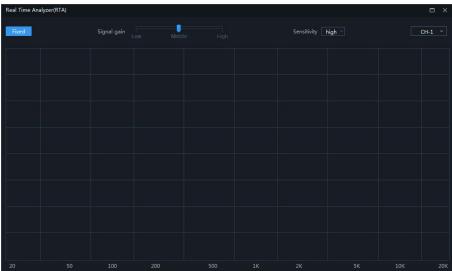 Real Time Analyzer(RTA)
Fixed Signal gain Low Middle High Sensitivity high CH-1
20 50 100 200 500 1K 2K 5K 10K 20K